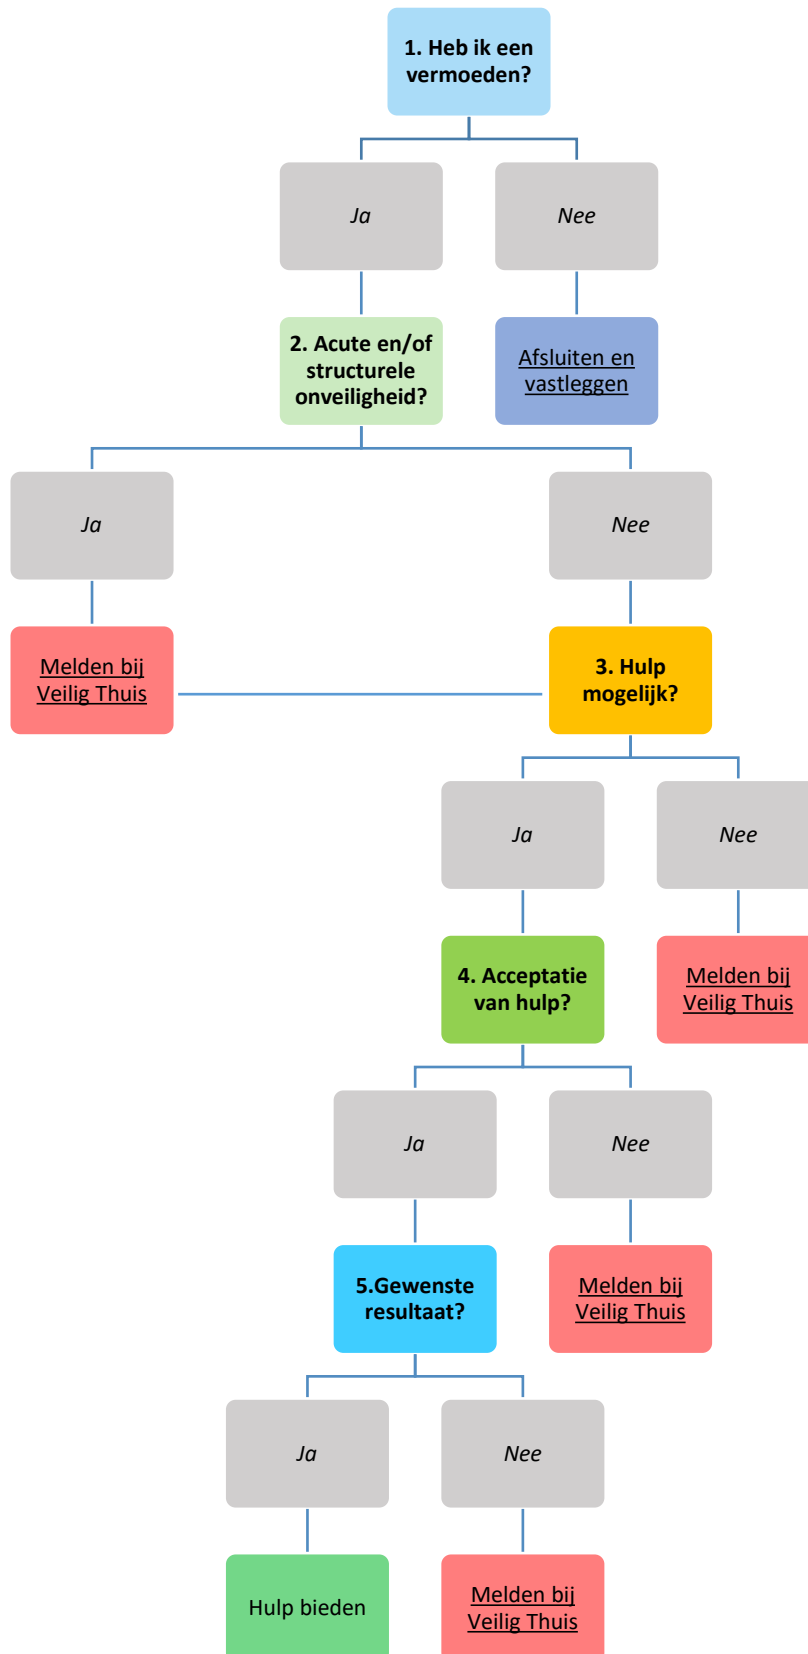 1. Heb ik een
vermoeden?
Ja
Nee
2. Acute en/of
structurele
onveiligheid?
Afsluiten en
vastleggen
Ja
Nee
Melden bij
Veilig Thuis
3. Hulp
mogelijk?
Ja
Nee
4. Acceptatie
van hulp?
Melden bij
Veilig Thuis
Ja
Nee
5.Gewenste
resultaat?
Melden bij
Veilig Thuis
Ja
Nee
Hulp bieden
Melden bij
Veilig Thuis